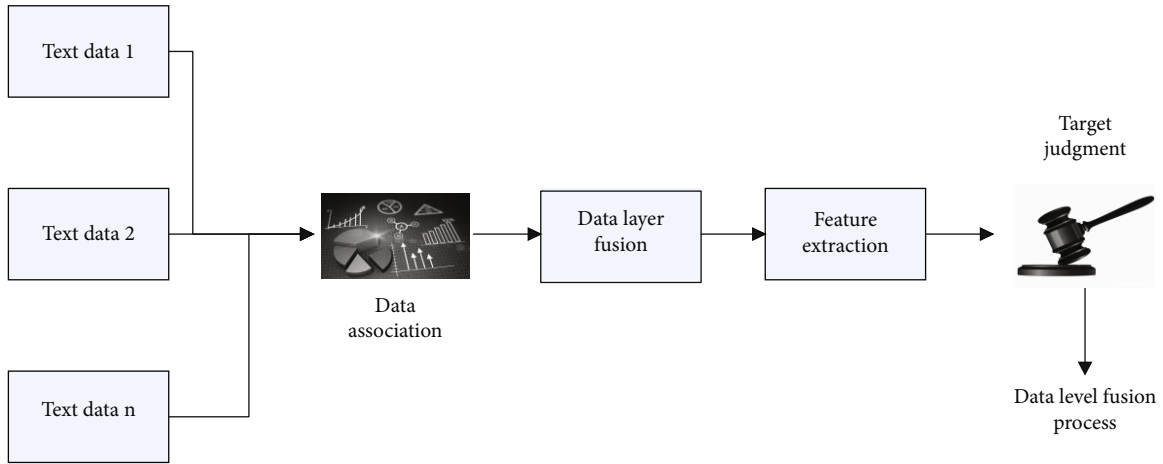 Text data 1
Text data 2
Text data n
Data
association
Data layer
fusion
Feature
extraction
Target
judgment
Data level fusion
process